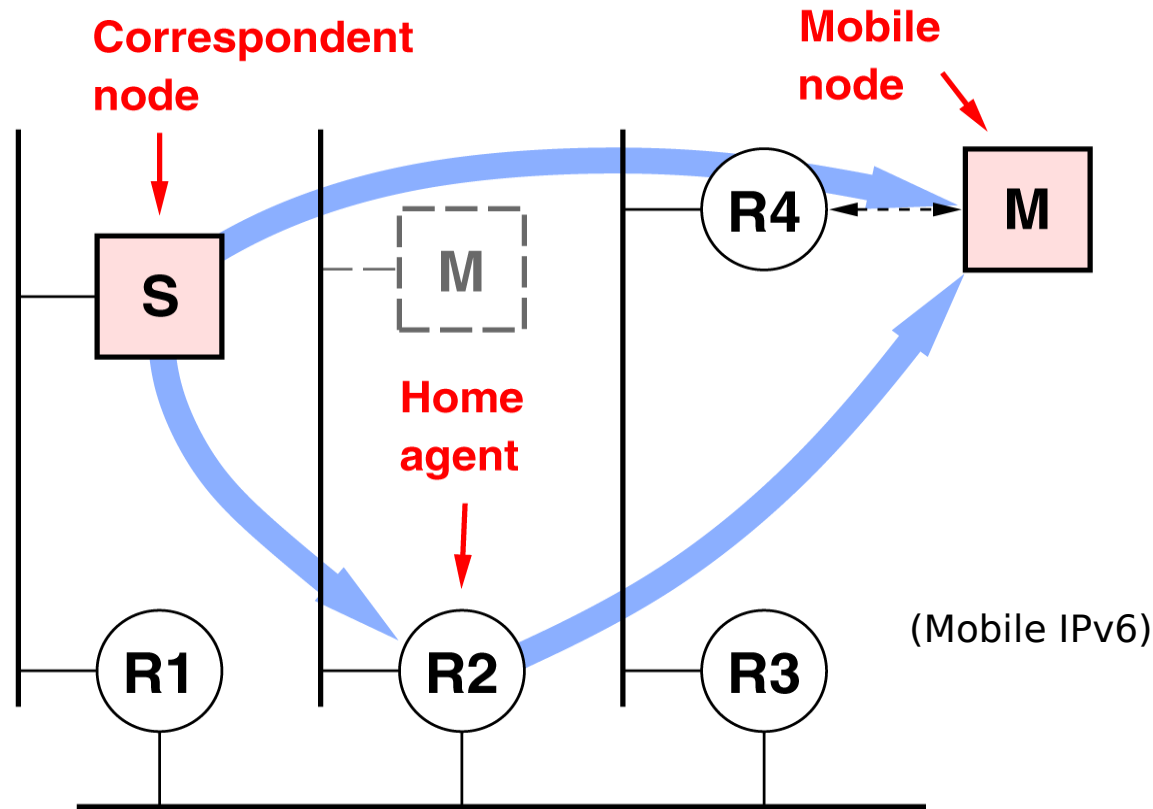 Correspondent
node
Mobile
node
R4
M
M
S
Home
agent
(Mobile IPv6)
R1
R2
R3